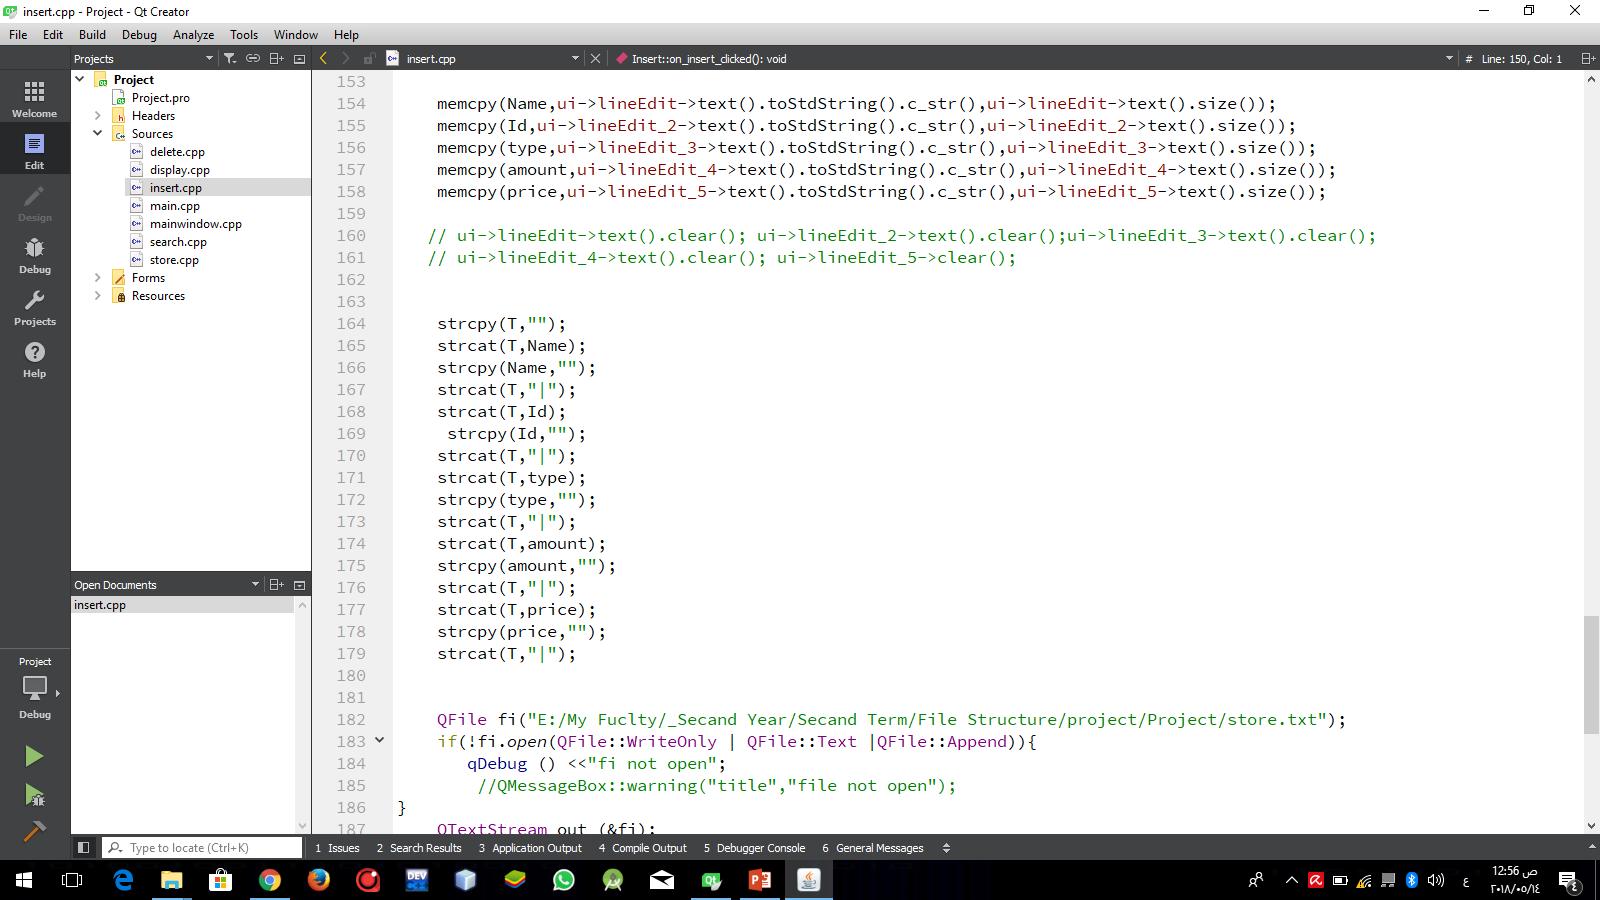 insert.cpp - Project - Qt Creator
File Edit Build Debug Analyze Tools Window Help
Projects
insert.cpp
Insert::on_insert_clicked(): void
# Line: 150, Col: 1
Welcome
Edit
Design
Debug
Projects
Help
Project
Project.pro
Headers
Sources
delete.cpp
display.cpp
insert.cpp
main.cpp
mainwindow.cpp
search.cpp
store.cpp
Forms
Resources
Open Documents
insert.cpp
Project
Debug
153
154 memcpy(Name,ui->lineEdit->text().toStdString().c_str(),ui->lineEdit->text().size());
155 memcpy(Id,ui->lineEdit_2->text().toStdString().c_str(),ui->lineEdit_2->text().size());
156 memcpy(type,ui->lineEdit_3->text().toStdString().c_str(),ui->lineEdit_3->text().size());
157 memcpy(amount,ui->lineEdit_4->text().toStdString().c_str(),ui->lineEdit_4->text().size());
158 memcpy(price,ui->lineEdit_5->text().toStdString().c_str(),ui->lineEdit_5->text().size());
159
160 // ui->lineEdit->text().clear(); ui->lineEdit_2->text().clear();ui->lineEdit_3->text().clear();
161 // ui->lineEdit_4->text().clear(); ui->lineEdit_5->clear();
162
163
164 strcpy(T,"");
165 strcat(T,Name);
166 strcpy(Name,"");
167 strcat(T,"|");
168 strcat(T,Id);
169 strcpy(Id,"");
170 strcat(T,"|");
171 strcat(T,type);
172 strcpy(type,"");
173 strcat(T,"|");
174 strcat(T,amount);
175 strcpy(amount,"");
176 strcat(T,"|");
177 strcat(T,price);
178 strcpy(price,"");
179 strcat(T,"|");
180
181
182 QFile fi("E:/My Fuclty/_Secand Year/Secand Term/File Structure/project/Project/store.txt");
183 if(!fi.open(QFile::WriteOnly | QFile::Text |QFile::Append)){
184 qDebug () <<"fi not open";
185 //QMessageBox::warning("title","file not open");
186 }
187 QTextStream out (&fi);
Type to locate (Ctrl+K)
1 Issues 2 Search Results 3 Application Output 4 Compile Output 5 Debugger Console 6 General Messages
DEV
ع
12:56 ص
٢٠١٨/٠٥/١٤
٤